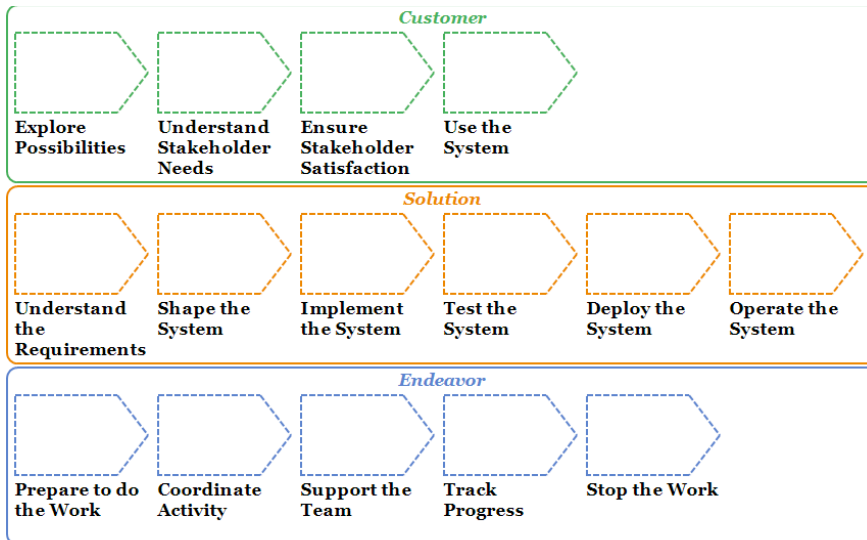 Customer
Explore
Possibilities
Understand
Stakeholder
Needs
Ensure
Stakeholder
Satisfaction
Use the
System
Solution
Understand
the
Requirements
Shape the
System
Implement
the System
Test the
System
Deploy the
System
Operate the
System
Endeavor
Prepare to do
the Work
Coordinate
Activity
Support the
Team
Track
Progress
Stop the Work